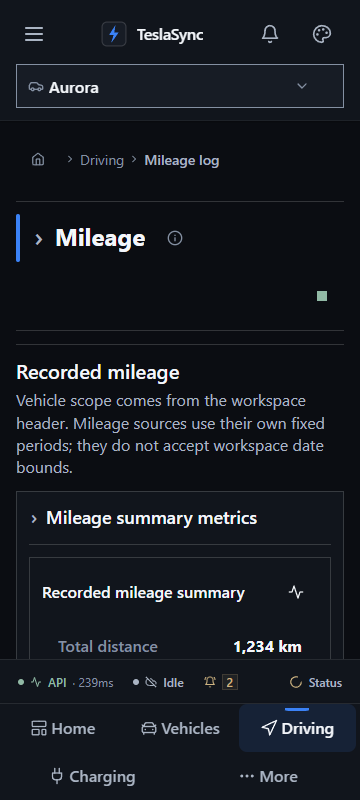 TeslaSync
Aurora
Driving
Mileage log
Mileage
Recorded mileage
Vehicle scope comes from the workspace
header. Mileage sources use their own fixed
periods; they do not accept workspace date
bounds.
Mileage summary metrics
Recorded mileage summary
Total distance 1,234 km
API · 239ms Idle 2 Status
Home Vehicles Driving
Charging More